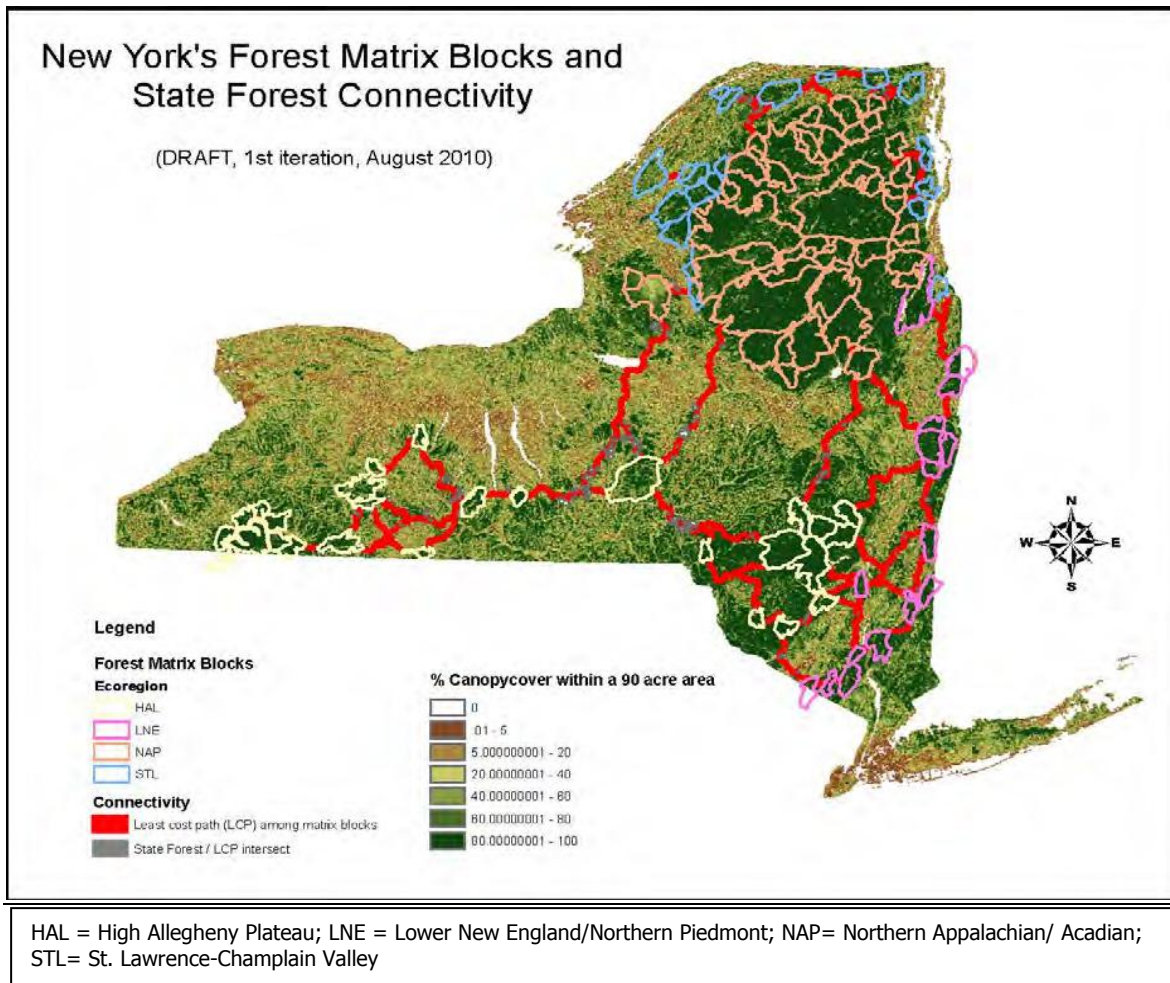 New York's Forest Matrix Blocks and
State Forest Connectivity
(DRAFT, 1st iteration, August 2010)
N
W
E
S
Legend
Forest Matrix Blocks
Ecoregion
HAL
LNE
NAP
STL
Connectivity
Least cost path (LCP) among matrix blocks
State Forest / LCP intersect
% Canopycover within a 90 acre area
0
.01 - 5
5.000000001 - 20
20.00000001 - 40
40.00000001 - 60
60.00000001 - 80
80.00000001 - 100
HAL = High Allegheny Plateau; LNE = Lower New England/Northern Piedmont; NAP= Northern Appalachian/ Acadian;
STL= St. Lawrence-Champlain Valley